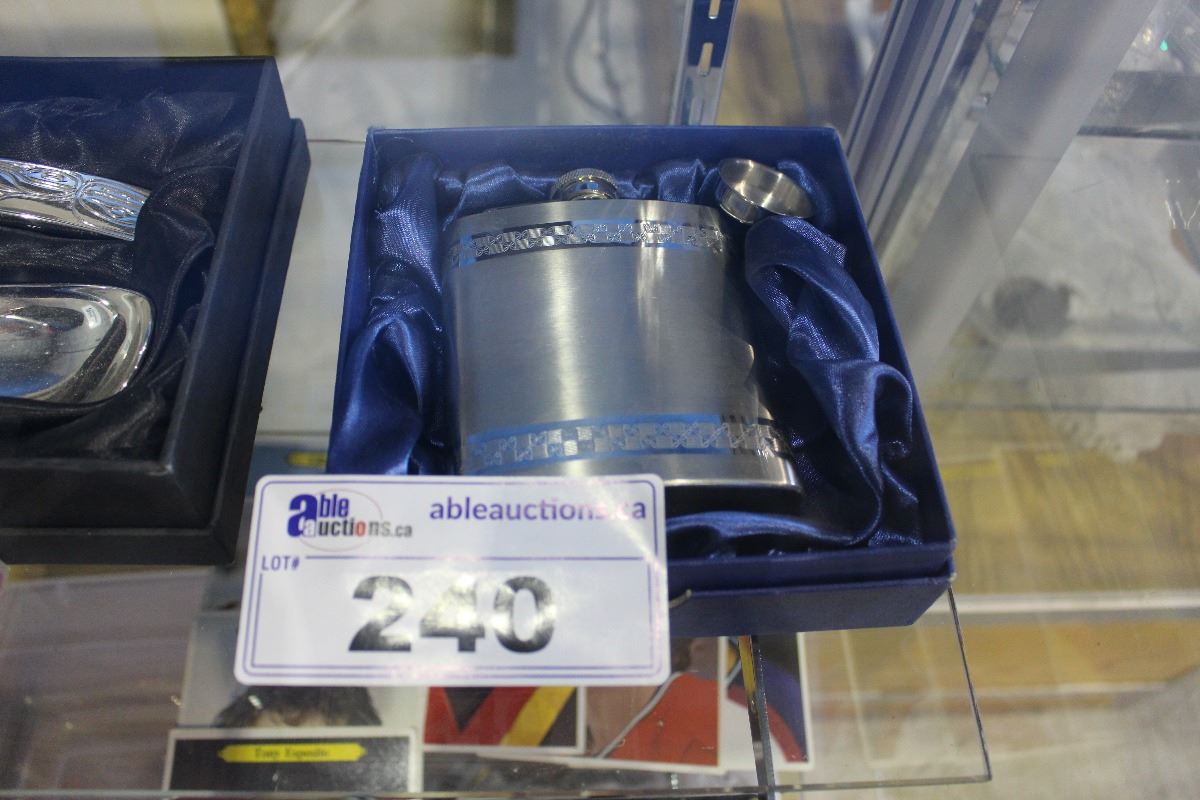 able auctions.ca
ableauctions.ca
LOT#
240
Tony Esposito